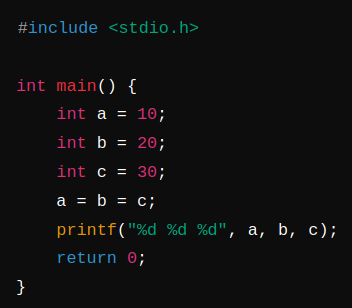 #include <stdio.h>
int main() {
    int a = 10;
    int b = 20;
    int c = 30;
    a = b = c;
    printf("%d %d %d", a, b, c);
    return 0;
}